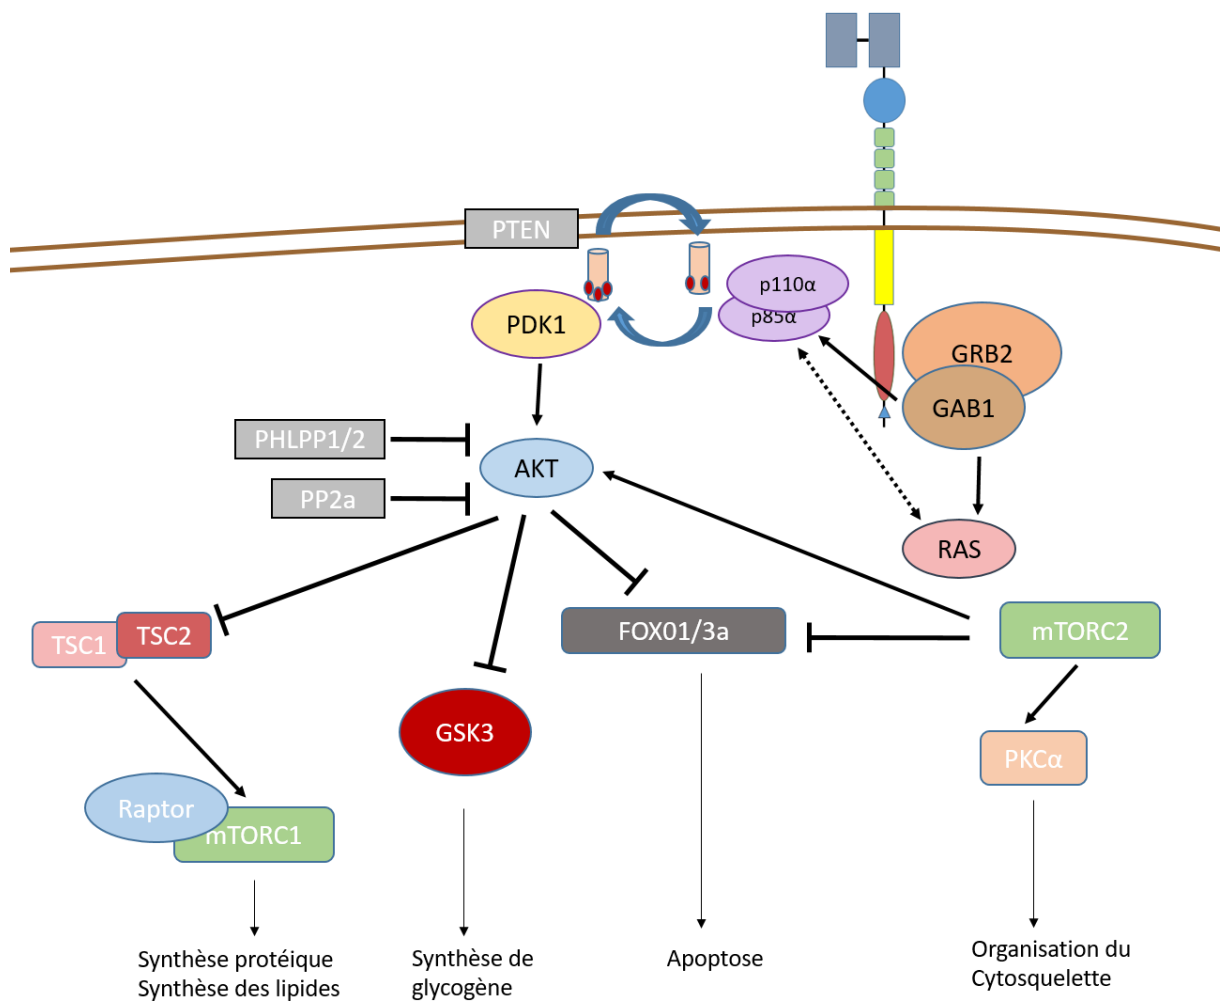 PTEN
p110α
p85α
PDK1
GRB2
GAB1
PHLPP1/2
AKT
PP2a
RAS
TSC1
TSC2
FOX01/3a
mTORC2
GSK3
PKCα
Raptor
mTORC1
Synthèse protéique
Synthèse des lipides
Synthèse de
glycogène
Apoptose
Organisation du
Cytosquelette